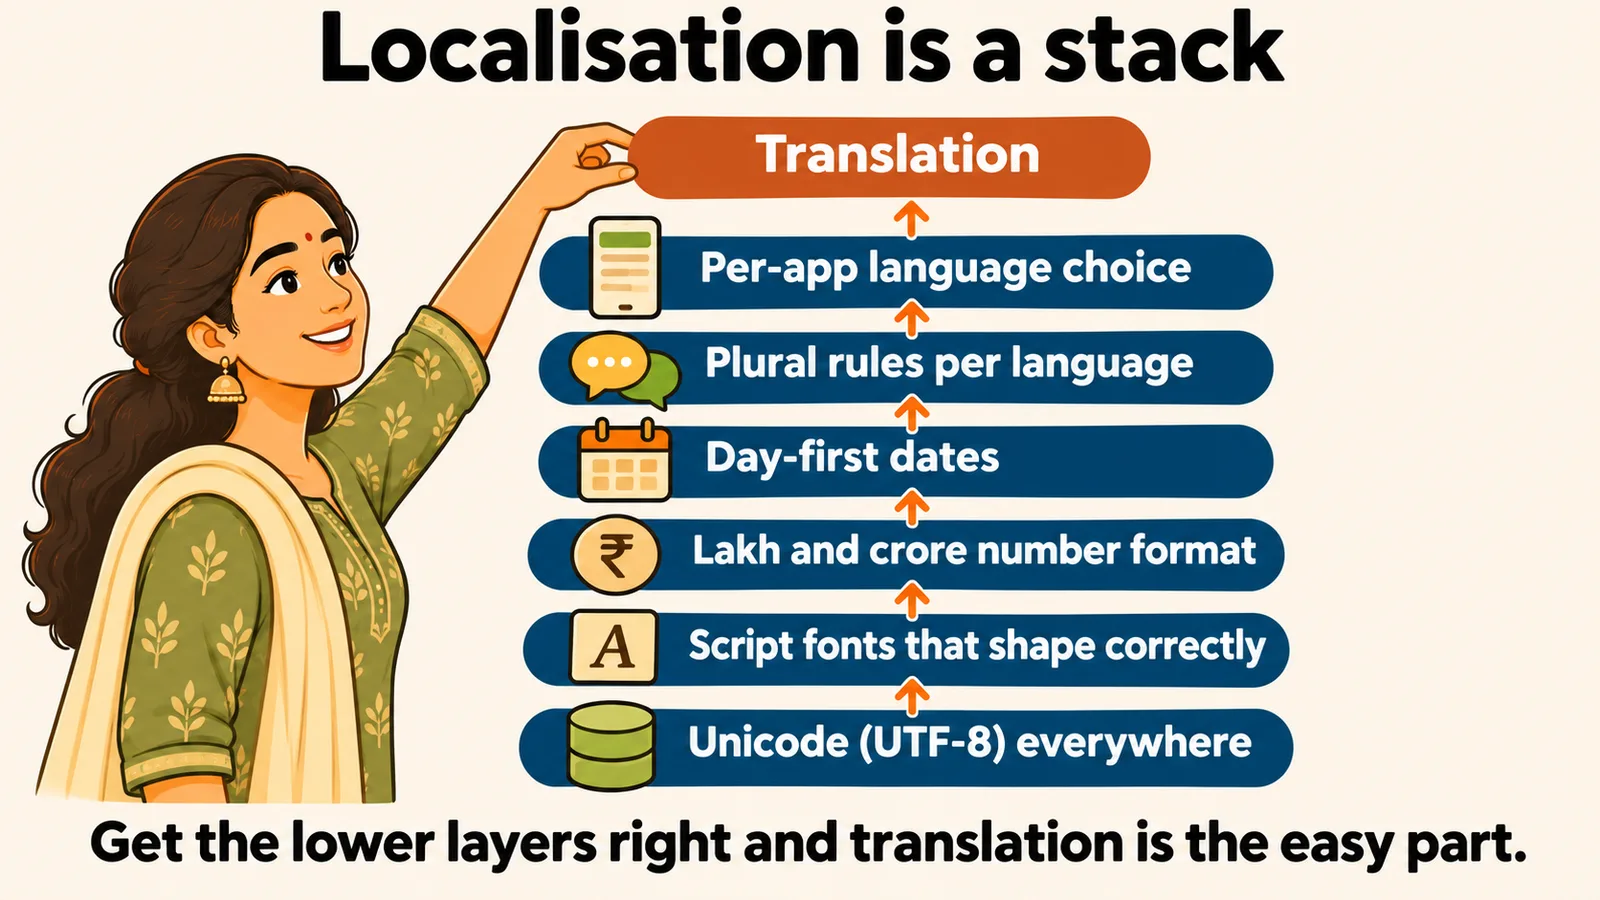 Localisation is a stack
Translation
Per-app language choice
Plural rules per language
Day-first dates
₹
Lakh and crore number format
A
Script fonts that shape correctly
Unicode (UTF-8) everywhere
Get the lower layers right and translation is the easy part.